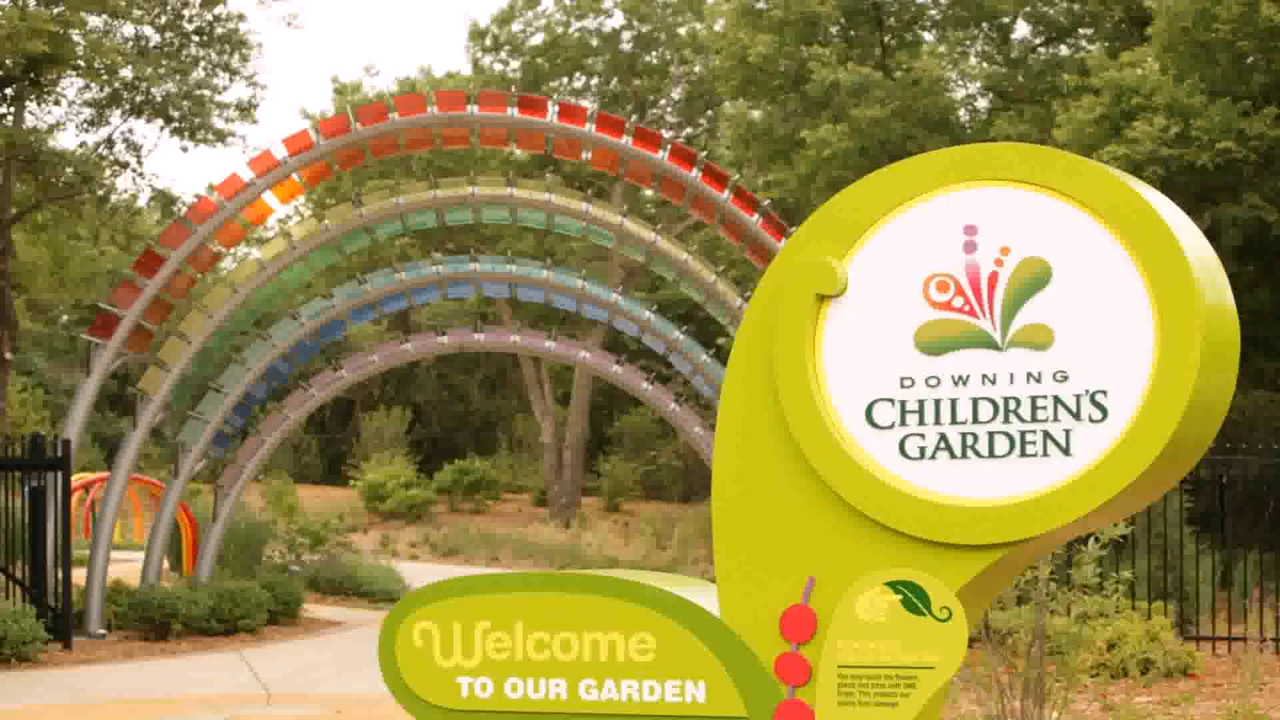 DOWNING
CHILDREN'S
GARDEN
Welcome
TO OUR GARDEN